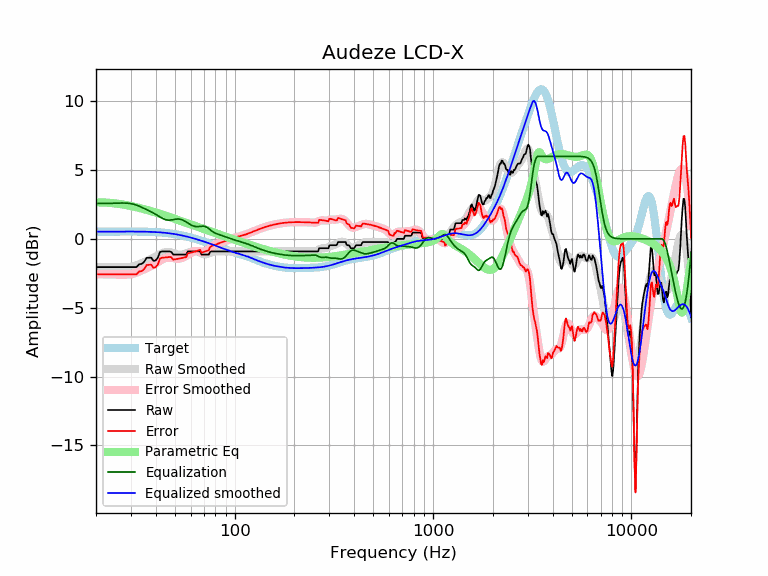 Audeze LCD-X
Amplitude (dBr)
10
5
0
−5
−10
−15
Target
Raw Smoothed
Error Smoothed
Raw
Error
Parametric Eq
Equalization
Equalized smoothed
100 1000 10000
Frequency (Hz)